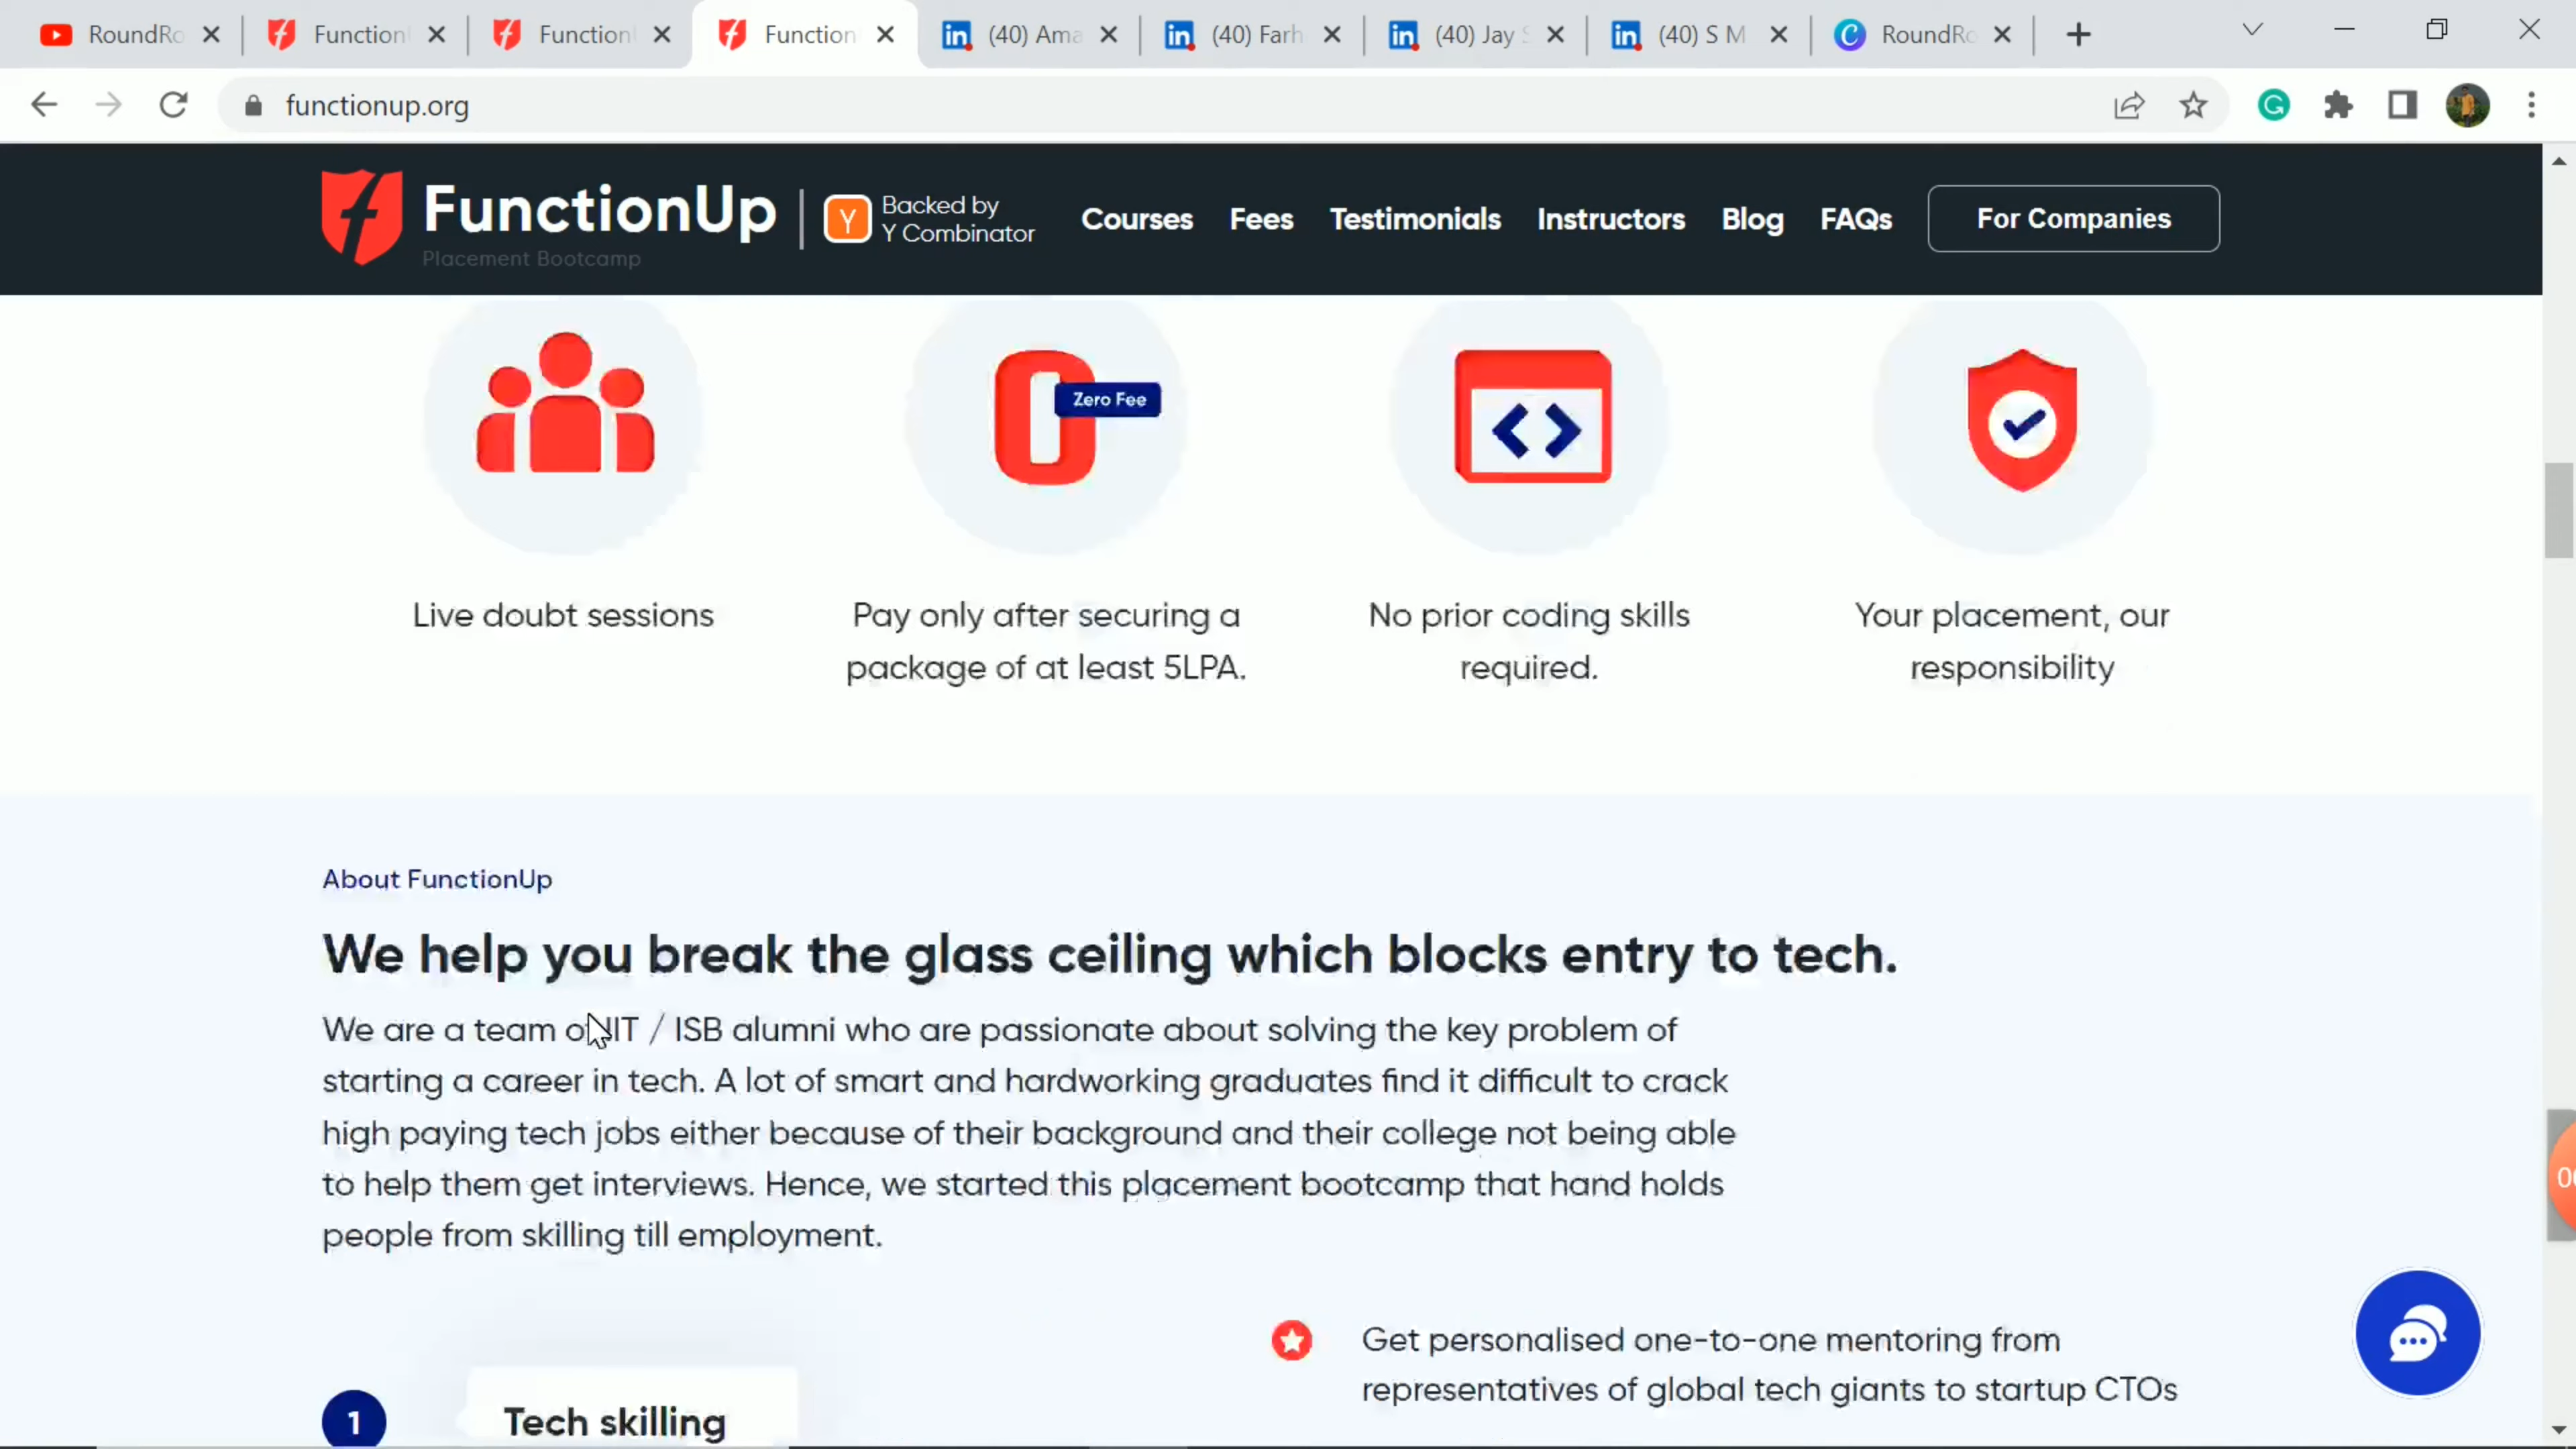 RoundRo
Function
Function
Function
(40) Ama
(40) Farh
(40) Jay S
(40) S M
RoundRo
functionup.org
FunctionUp
Placement Bootcamp
Y
Backed by
Y Combinator
Courses
Fees
Testimonials
Instructors
Blog
FAQs
For Companies
Zero Fee
Live doubt sessions
Pay only after securing a
package of at least 5LPA.
No prior coding skills
required.
Your placement, our
responsibility
About FunctionUp
We help you break the glass ceiling which blocks entry to tech.
We are a team of IIT / ISB alumni who are passionate about solving the key problem of
starting a career in tech. A lot of smart and hardworking graduates find it difficult to crack
high paying tech jobs either because of their background and their college not being able
to help them get interviews. Hence, we started this placement bootcamp that hand holds
people from skilling till employment.
1
Tech skilling
Get personalised one-to-one mentoring from
representatives of global tech giants to startup CTOs